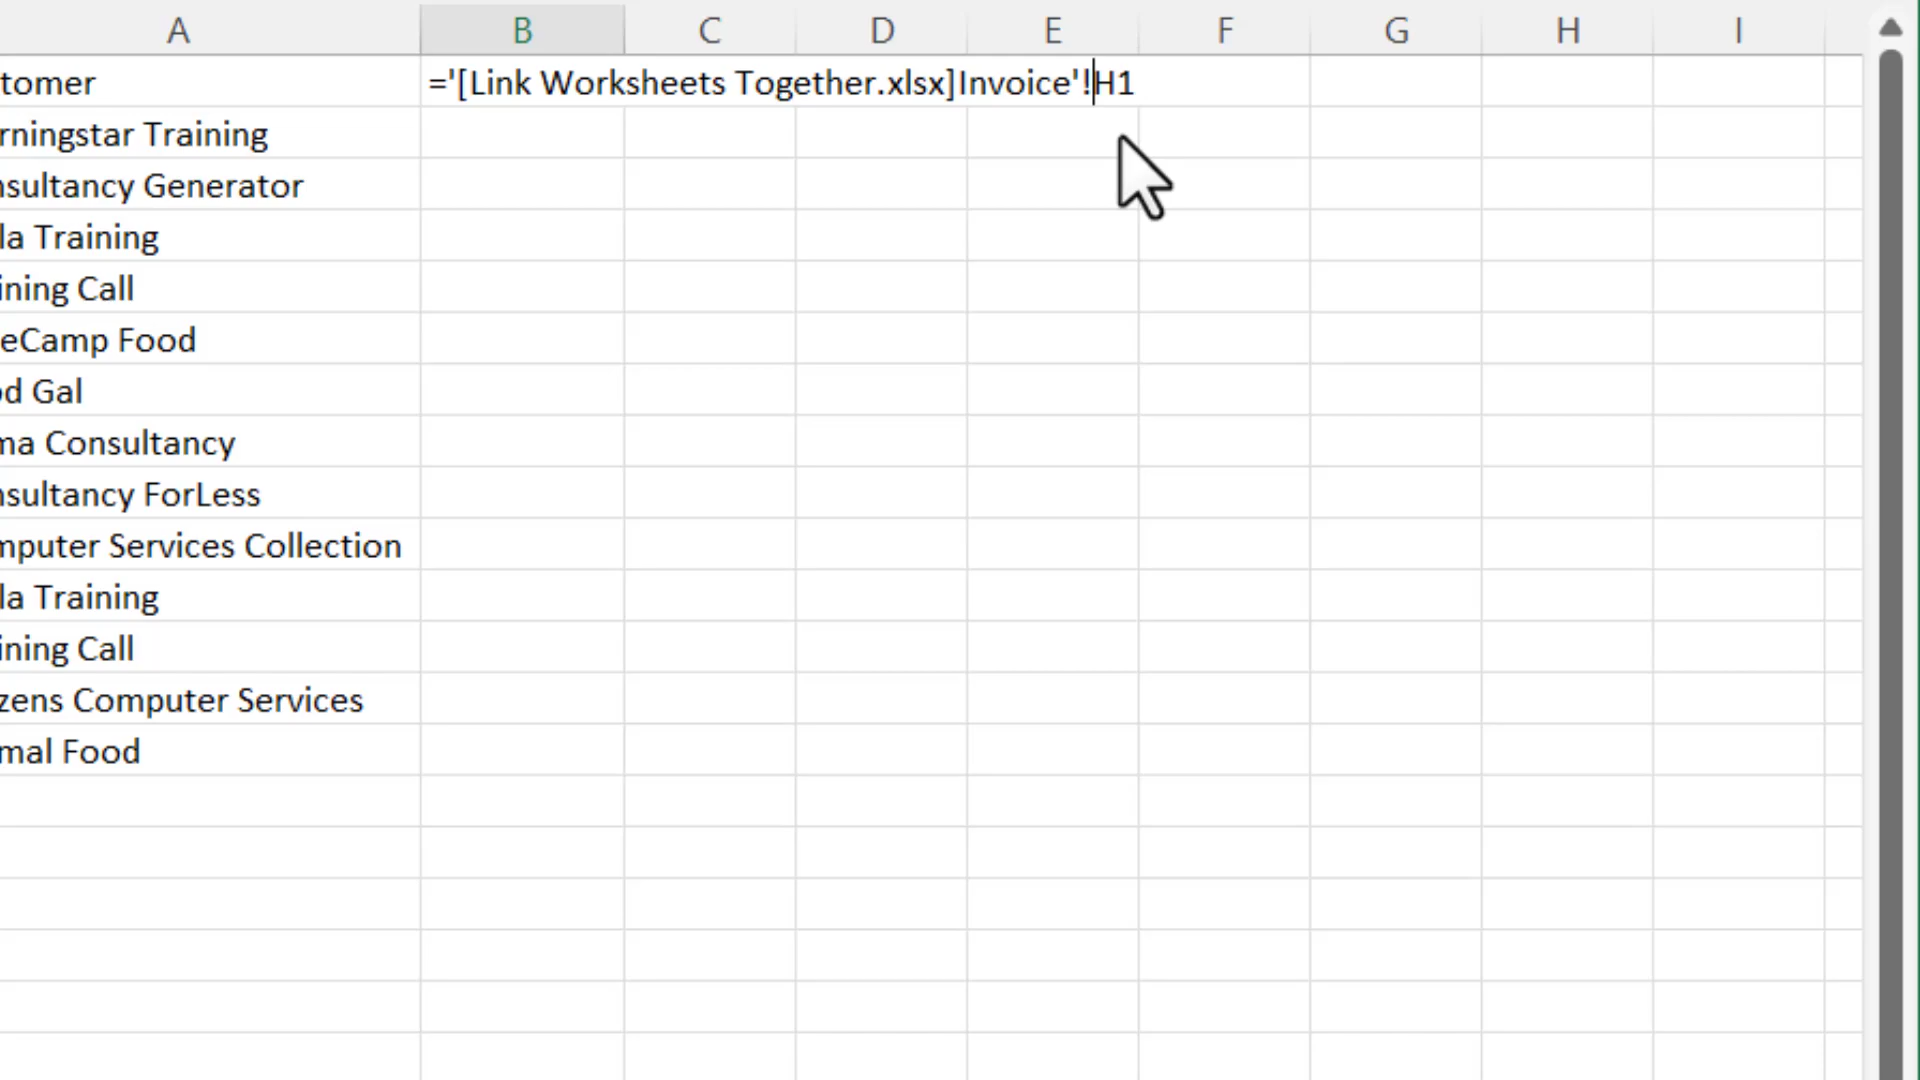 A B C D E F G H I
tomer ='[Link Worksheets Together.xlsx]Invoice'!H1
rningstar Training
nsultancy Generator
la Training
ining Call
eCamp Food
od Gal
ma Consultancy
nsultancy ForLess
mputer Services Collection
la Training
ining Call
zens Computer Services
mal Food